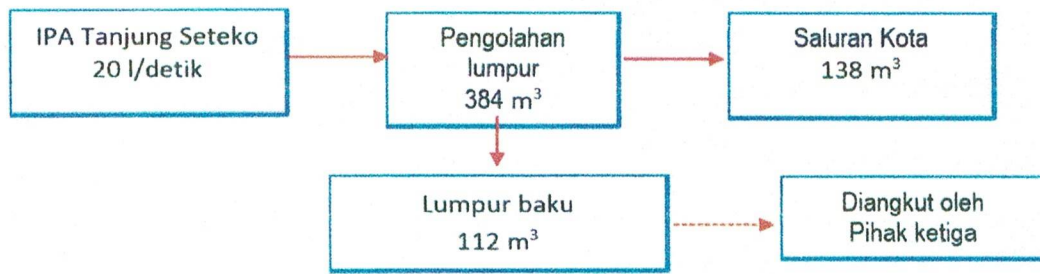 IPA Tanjung Seteko
20 l/detik
Pengolahan
lumpur
384 m³
Saluran Kota
138 m³
Lumpur baku
112 m³
Diangkut oleh
Pihak ketiga